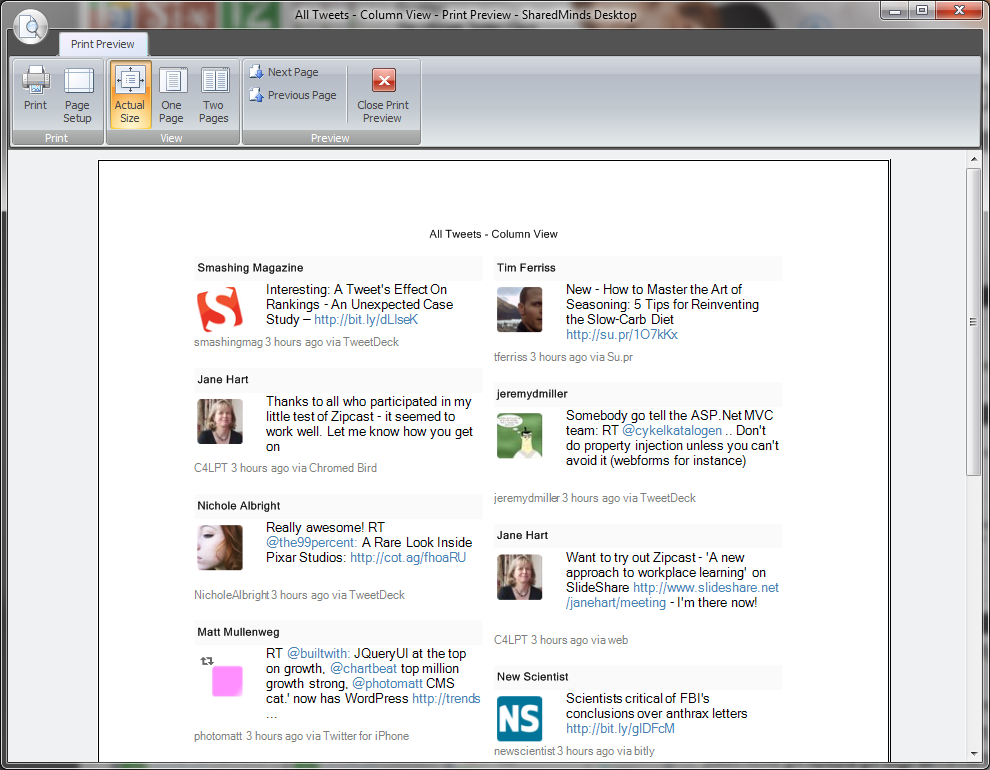 All Tweets - Column View - Print Preview - SharedMinds Desktop
Print Preview
Print
Page
Setup
Print
Actual
Size
One
Page
Two
Pages
View
Next Page
Previous Page
Close Print
Preview
Preview
All Tweets - Column View
Smashing Magazine
Interesting: A Tweet's Effect On
Rankings - An Unexpected Case
Study – http://bit.ly/dLIseK
smashingmag 3 hours ago via TweetDeck
Jane Hart
Thanks to all who participated in my
little test of Zipcast - it seemed to
work well. Let me know how you get
on
C4LPT 3 hours ago via Chromed Bird
Nichole Albright
Really awesome! RT
@the99percent: A Rare Look Inside
Pixar Studios: http://cot.ag/fhoaRU
NicholeAlbright 3 hours ago via TweetDeck
Matt Mullenweg
RT @builtwith: JQueryUI at the top
on growth, @chartbeat top million
growth strong, @photomatt CMS
cat.' now has WordPress http://trends
...
photomatt 3 hours ago via Twitter for iPhone
Tim Ferriss
New - How to Master the Art of
Seasoning: 5 Tips for Reinventing
the Slow-Carb Diet
http://su.pr/1O7kKx
tferriss 3 hours ago via Su.pr
jeremydmiller
Somebody go tell the ASP.Net MVC
team: RT @cykelkatalogen .. Don't
do property injection unless you can't
avoid it (webforms for instance)
jeremydmiller 3 hours ago via TweetDeck
Jane Hart
Want to try out Zipcast - 'A new
approach to workplace learning' on
SlideShare http://www.slideshare.net
/janehart/meeting - I'm there now!
C4LPT 3 hours ago via web
New Scientist
NS
Scientists critical of FBI's
conclusions over anthrax letters
http://bit.ly/glDFcM
newscientist 3 hours ago via bitly